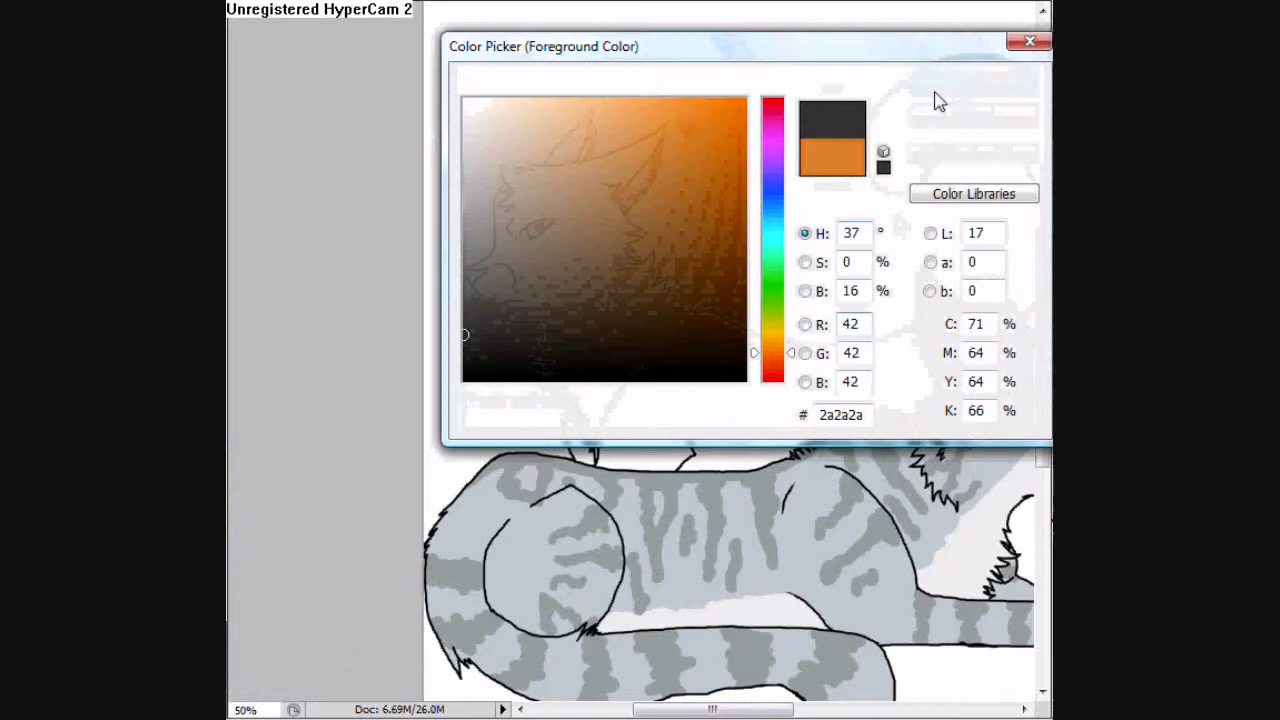 Unregistered HyperCam 2
Color Picker (Foreground Color)
Color Libraries
H: 37 °
L: 17
S: 0 %
a: 0
B: 16 %
b: 0
R: 42
C: 71 %
G: 42
M: 64 %
B: 42
Y: 64 %
# 2a2a2a
K: 66 %
50%
Doc: 6.69M/26.0M